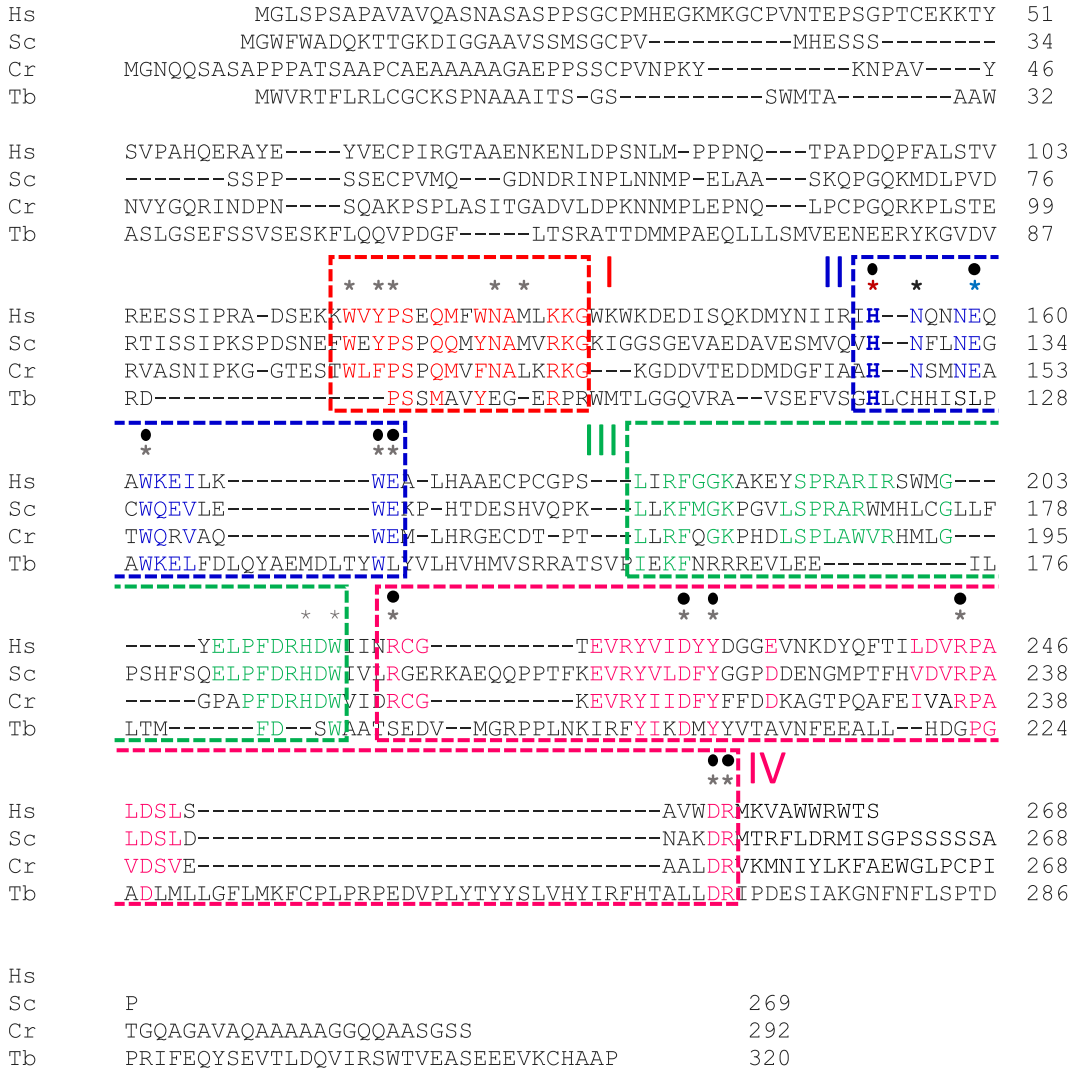 Hs MGLSPSAPAVAVQASNASASPPSGCPMHEGKMKGCPVNTEPSGPTCEKKTY 51
Sc MGWFWADQKTTGKDIGGAAVSSMSGCPV----------MHESSS-------- 34
Cr MGNQQSASAPPPATSAAPCAEAAAAAGAEPPSSCPVNPKY----------KNPAV----Y 46
Tb MWVRTFLRLCGCKSPNAAAITS-GS----------SWMTA--------AAW 32
Hs SVPAHQERAYE----YVECPIRGTAAENKENLDPSNLM-PPPNQ---TPAPDQPFALSTV 103
Sc -------SSPP----SSECPVMQ---GDNDRINPLNNMP-ELAA---SKQPGQKMDLPVD 76
Cr NVYGQRINDPN----SQAKPSPLASITGADVLDPKNNMPLEPNQ---LPCPGQRKPLSTE 99
Tb ASLGSEFSSVSESKFLQQVPDGF-----LTSRATTDMMPAEQLLLSMVEENEERYKGVDV 87
I II ● ●
* * * * * * * *
Hs REESSIPRA-DSEKKWVYPSEQMFWNAMLKKGWKWKDEDISQKDMYNIIRIH--NQNNEQ 160
Sc RTISSIPKSPDSNEFWEYPSPQQMYNAMVRKGKIGGSGEVAEDAVESMVQVH--NFLNEG 134
Cr RVASNIPKG-GTESTWLFPSPQMVFNALKRKG--KGDDVTEDDMDGFIAAH--NSMNEA 153
Tb RD----------------PSSMAVYEG-ERPRWMTLGGQVRA--VSEFVSGHLCHHISLP 128
● ● ● III
* * *
Hs AWKEILK----------WEA-LHAAECPCGPS---LIRFGGKAKEYSPRARIRSWMG--- 203
Sc CWQEVLE----------WEKP-HTDESHVQPK---LLKFMGKPGVLSPRARWMHLCGLLF 178
Cr TWQRVAQ----------WEM-LHRGECDT-PT---LLRFQGKPHDLSPLAWVRHMLG--- 195
Tb AWKELFDLQYAEMDLTYWLYVLHVHMVSRRATSVPIEKFNRRREVLEE----------IL 176
● ● ● ●
* * * * * *
Hs -----YELPFDRHDWIINRCG----------TEVRYVIDYYDGGEVNKDYQFTILDVRPA 246
Sc PSHFSQELPFDRHDWIVLRGERKAEQQPPTFKEVRYVLDFYGGPDDENGMPTFHVDVRPA 238
Cr -----GPAPFDRHDWVIDRCG----------KEVRYIIDFYFFDDKAGTPQAFEIVARPA 238
Tb LTM------FD--SWAATSEDV---MGRPPLNKIRFYIKDMYYVTAVNFEEALL--HDGPG 224
● ● IV
* *
Hs LDSLS--------------------------------AVWDRMKVAWWRWTS 268
Sc LDSLD--------------------------------NAKDRMTRFLDRMISGPSSSSSA 268
Cr VDSVE--------------------------------AALDRVKMNIYLKFAEWGLPCPI 268
Tb ADLMLLGFLMKFCPLPRPEDVPLYTYYSLVHYIRFHTALLDRIPDESIAKGNFNFLSPTD 286
Hs
Sc P 269
Cr TGQAGAVAQAAAAAGGQQAASGSS 292
Tb PRIFEQYSEVTLDQVIRSWTVEASEEEVKCHAAP 320